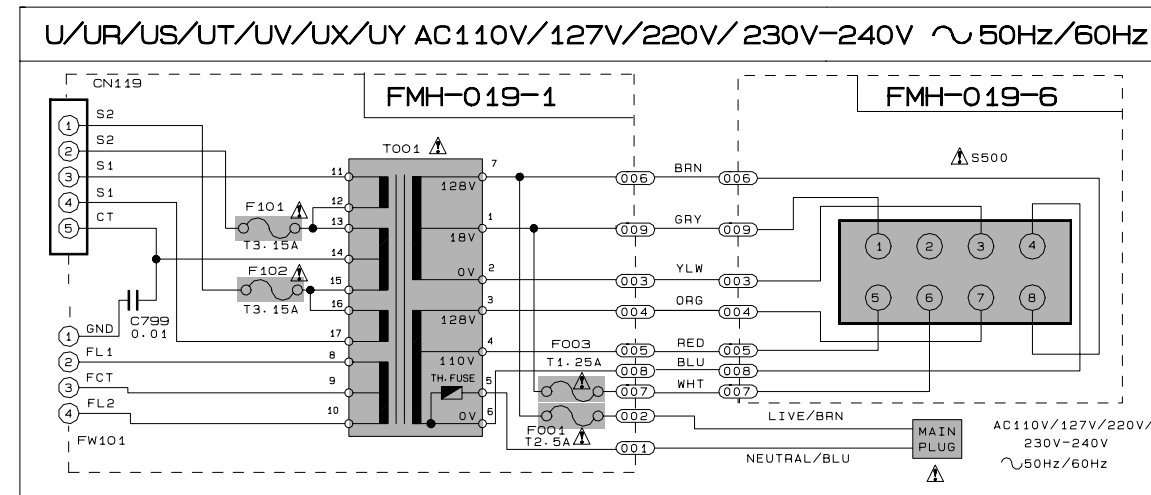 U/UR/US/UT/UV/UX/UY AC110V/127V/220V/230V-240V ∿ 50Hz/60Hz
CN119
FMH-019-1
FMH-019-6
1 S2
2 S2
3 S1
4 S1
5 CT
T001
S500
F101
T3.15A
F102
T3.15A
C799
0.01
1 GND
2 FL1
3 FCT
4 FL2
FW101
11
12
13
14
15
16
17
8
9
10
128V
18V
0V
128V
110V
TH.FUSE
0V
7
1
2
3
4
5
6
F003
T1.25A
F001
T2.5A
006 BRN 006
009 GRY 009
003 YLW 003
004 ORG 004
005 RED 005
008 BLU 008
007 WHT 007
002 LIVE/BRN
001 NEUTRAL/BLU
1 2 3 4
5 6 7 8
MAIN
PLUG
AC110V/127V/220V/
230V-240V
∿50Hz/60Hz